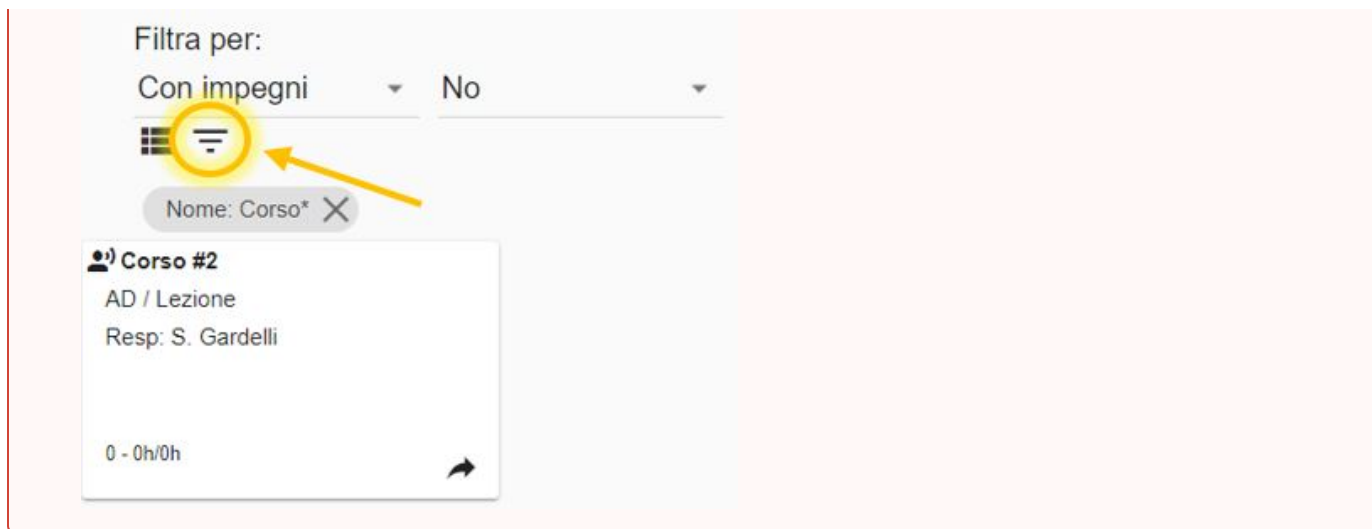 Filtra per:
Con impegni No
Nome: Corso*
Corso #2
AD / Lezione
Resp: S. Gardelli
0 - 0h/0h